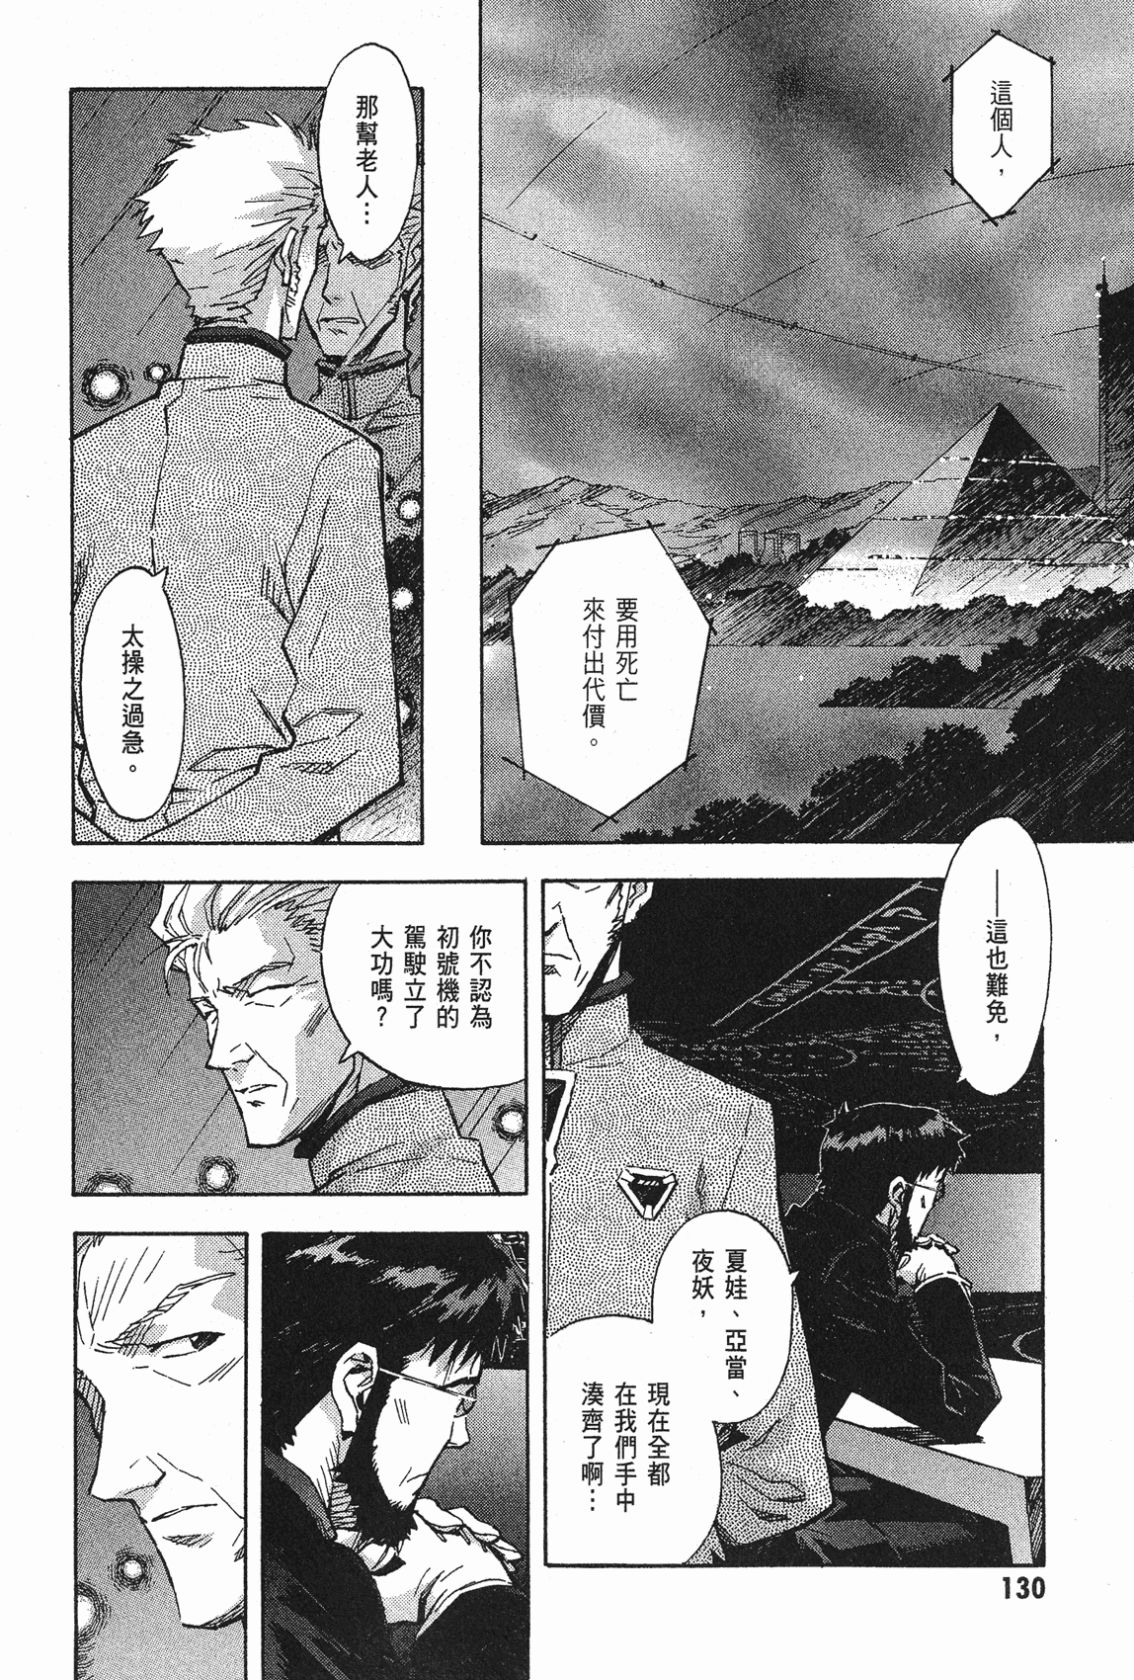 這個人，
要用死亡
來付出代價。
那幫老人…
太操之過急。
──這也難免，
夏娃、亞當、
夜妖，
現在全都
在我們手中
湊齊了啊…
你不認為
初號機的
駕駛立了
大功嗎？
130